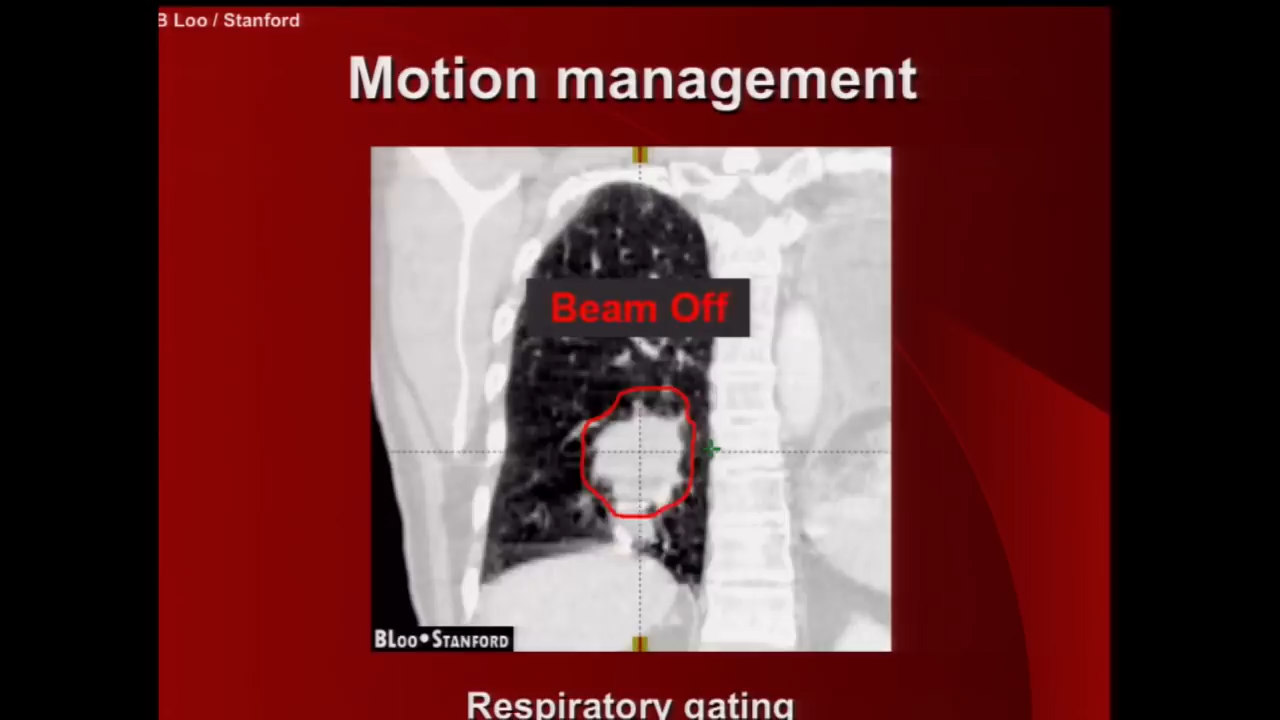 B Loo / Stanford
Motion management
Beam Off
BLoo•Stanford
Respiratory gating